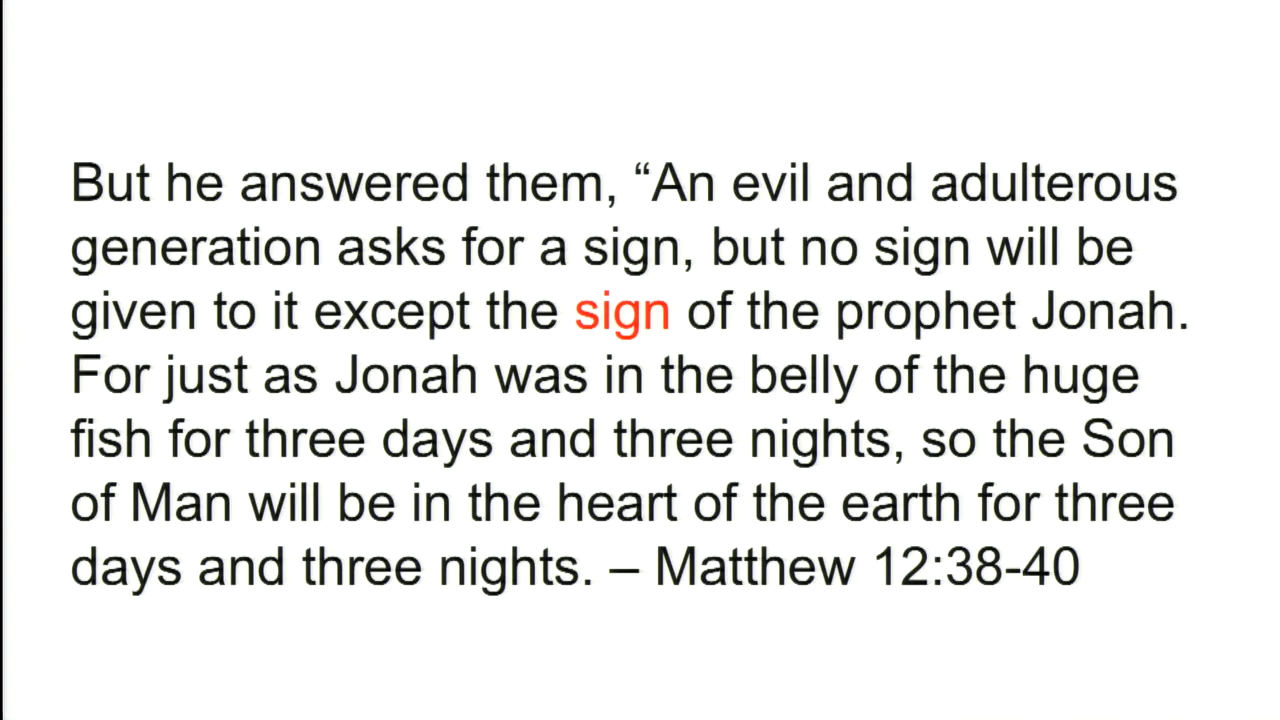 But he answered them, “An evil and adulterous
generation asks for a sign, but no sign will be
given to it except the sign of the prophet Jonah.
For just as Jonah was in the belly of the huge
fish for three days and three nights, so the Son
of Man will be in the heart of the earth for three
days and three nights. – Matthew 12:38-40